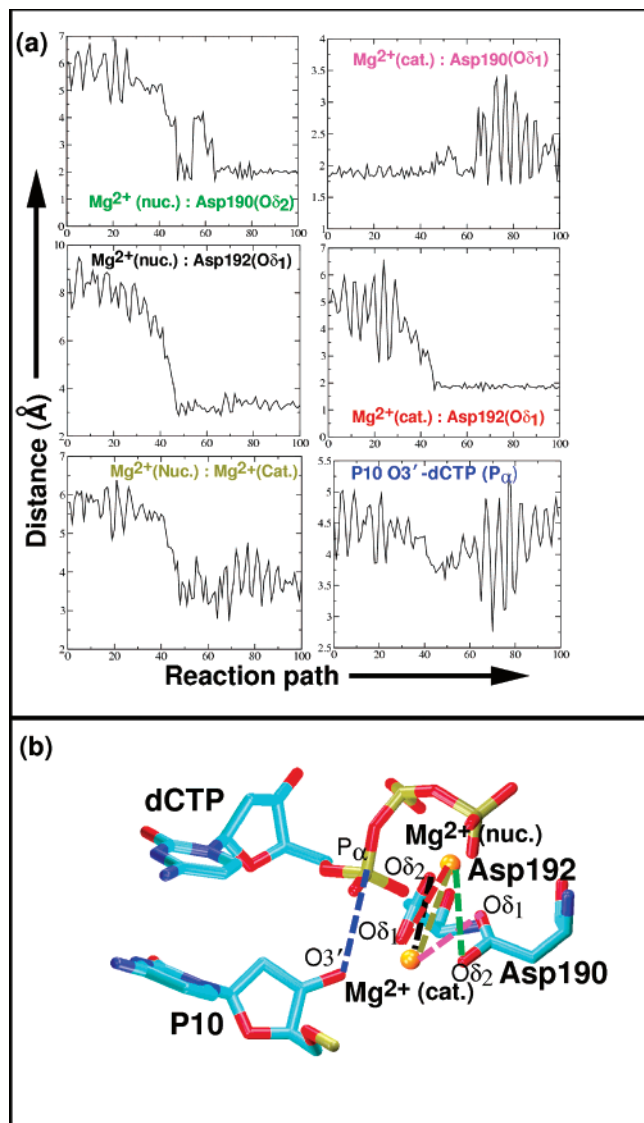 (a)
7
6
5
4
3
2
1
0
0 20 40 60 80 100
Mg²⁺ (nuc.) : Asp190(Oδ₂)
4
3.5
3
2.5
2
1.5
1
0 20 40 60 80 100
Mg²⁺(cat.) : Asp190(Oδ₁)
10
8
6
4
2
0 20 40 60 80 100
Mg²⁺(nuc.) : Asp192(Oδ₁)
7
6
5
4
3
2
1
0
0 20 40 60 80 100
Mg²⁺(cat.) : Asp192(Oδ₁)
7
6
5
4
3
2
0 20 40 60 80 100
Mg²⁺(Nuc.) : Mg²⁺(Cat.)
5.5
5
4.5
4
3.5
3
2.5
0 20 40 60 80 100
P10 O3′-dCTP (Pα)
Distance (Å)
Reaction path
(b)
dCTP
Pα
Mg²⁺ (nuc.)
Oδ₂
Asp192
Oδ₁
Oδ₁
O3′
Oδ₂
Asp190
Mg²⁺ (cat.)
P10